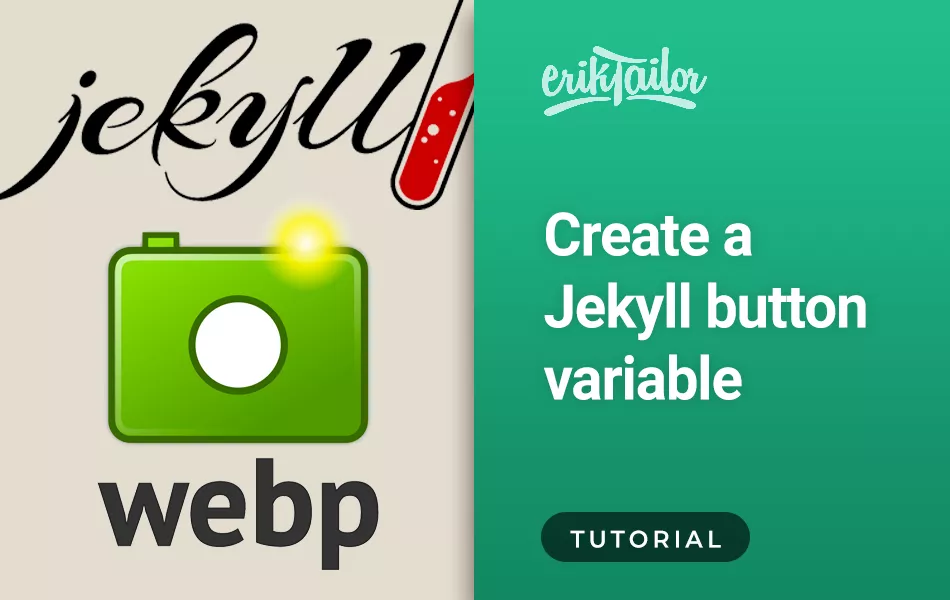 jekyll
webp
erikTailor
Create a
Jekyll button
variable
TUTORIAL